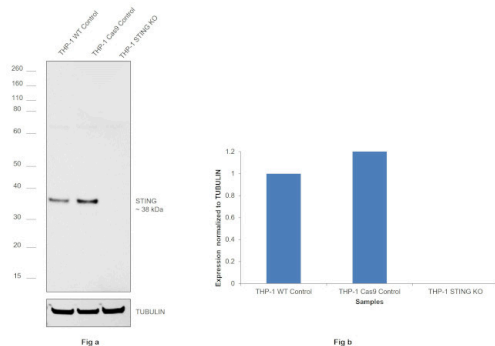 THP-1 WT Control
THP-1 Cas9 Control
THP-1 STING KO
260
160
110
80
60
50
40
30
20
15
STING
~ 38 kDa
TUBULIN
Fig a
Expression normalized to TUBULIN
1.2
1
0.8
0.6
0.4
0.2
0
THP-1 WT Control
THP-1 Cas9 Control
THP-1 STING KO
Samples
Fig b